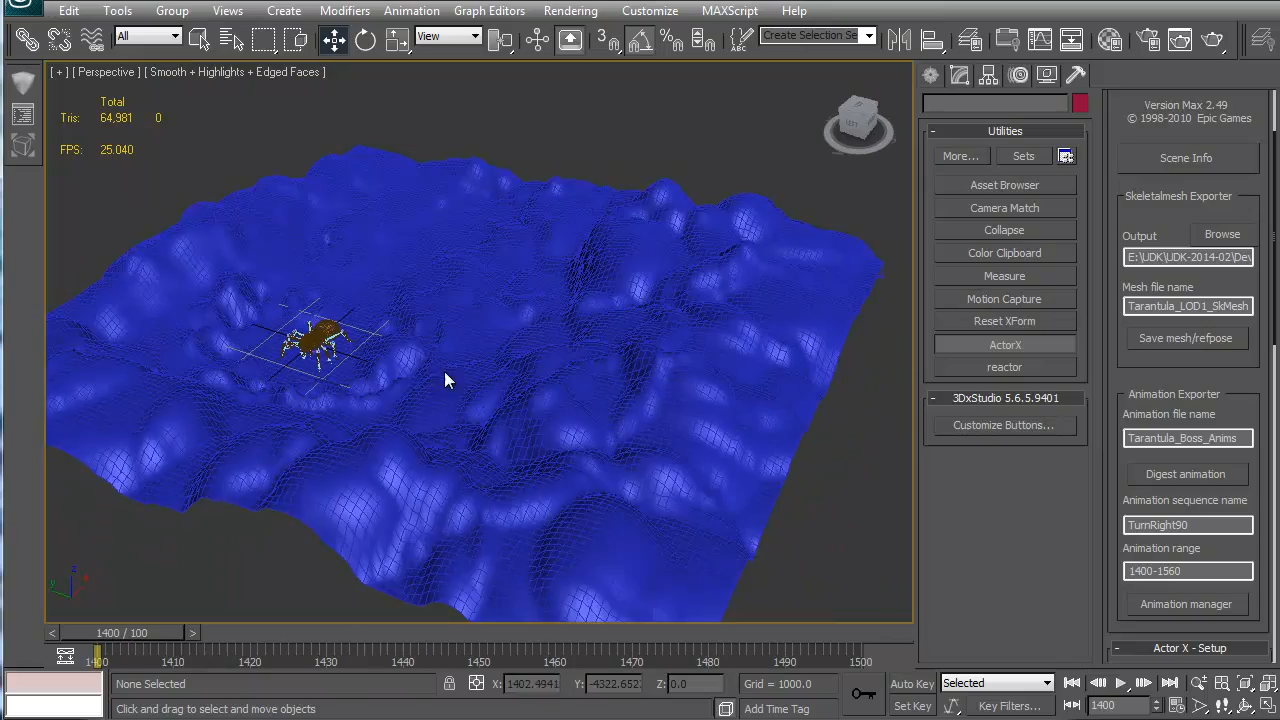 Edit Tools Group Views Create Modifiers Animation Graph Editors Rendering Customize MAXScript Help
All View 3 Create Selection Se
[ + ] [ Perspective ] [ Smooth + Highlights + Edged Faces ]
Total
Tris: 64,981 0
FPS: 25.040
Utilities
More... Sets
Asset Browser
Camera Match
Collapse
Color Clipboard
Measure
Motion Capture
Reset XForm
ActorX
reactor
3DxStudio 5.6.5.9401
Customize Buttons...
Version Max 2.49
© 1998-2010 Epic Games
Scene Info
Skeletalmesh Exporter
Output Browse
E:\UDK\UDK-2014-02\Dev
Mesh file name
Tarantula_LOD1_SkMesh
Save mesh/refpose
Animation Exporter
Animation file name
Tarantula_Boss_Anims
Digest animation
Animation sequence name
TurnRight90
Animation range
1400-1560
Animation manager
Actor X - Setup
z
y x
< 1400 / 100 >
1400 1410 1420 1430 1440 1450 1460 1470 1480 1490 1500
None Selected X: 1402.4941 Y: -4322.652 Z: 0.0 Grid = 1000.0 Auto Key Selected
Click and drag to select and move objects Add Time Tag Set Key Key Filters... 1400